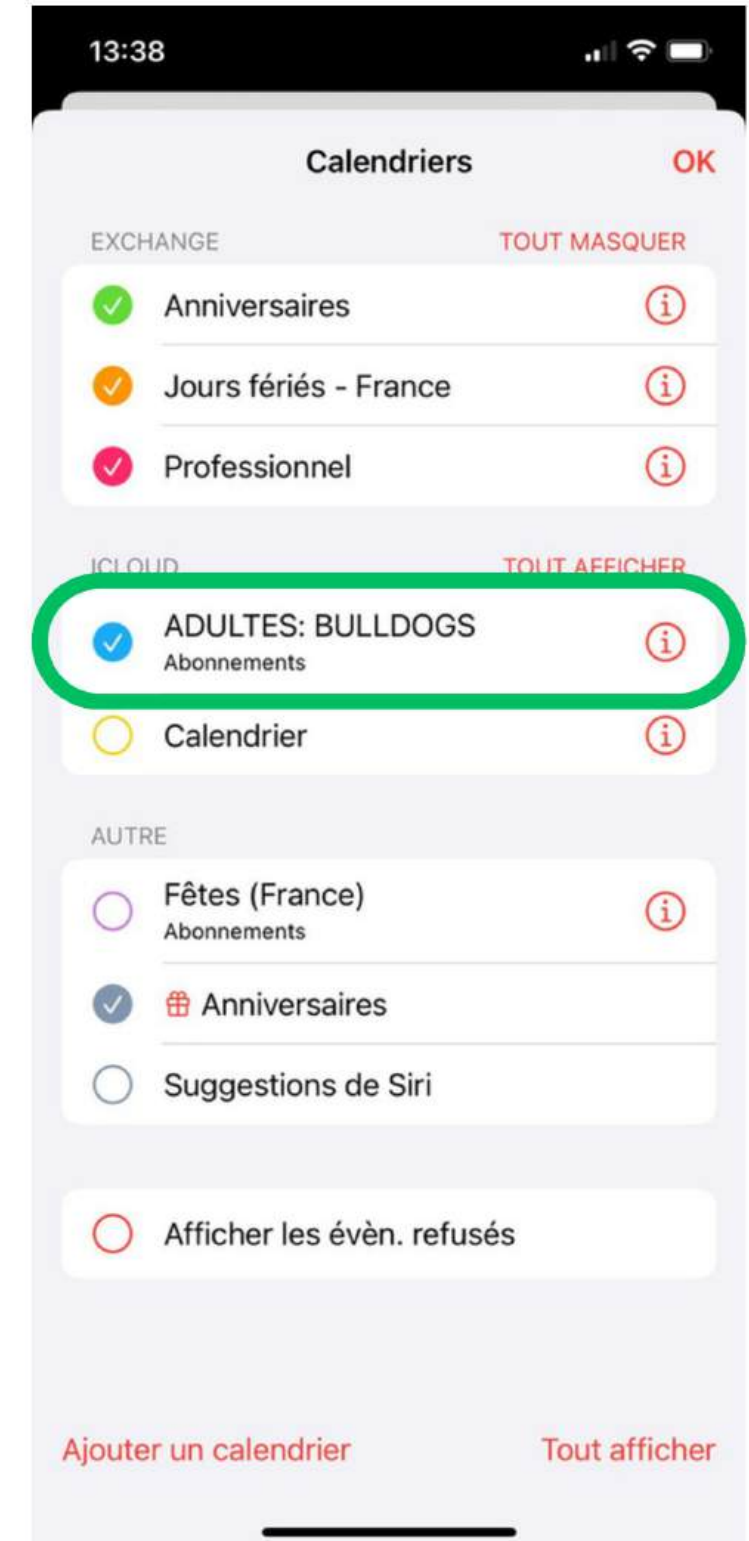 13:38
Calendriers OK
EXCHANGE TOUT MASQUER
Anniversaires
Jours fériés - France
Professionnel
ICLOUD TOUT AFFICHER
ADULTES: BULLDOGS
Abonnements
Calendrier
AUTRE
Fêtes (France)
Abonnements
Anniversaires
Suggestions de Siri
Afficher les évèn. refusés
Ajouter un calendrier Tout afficher